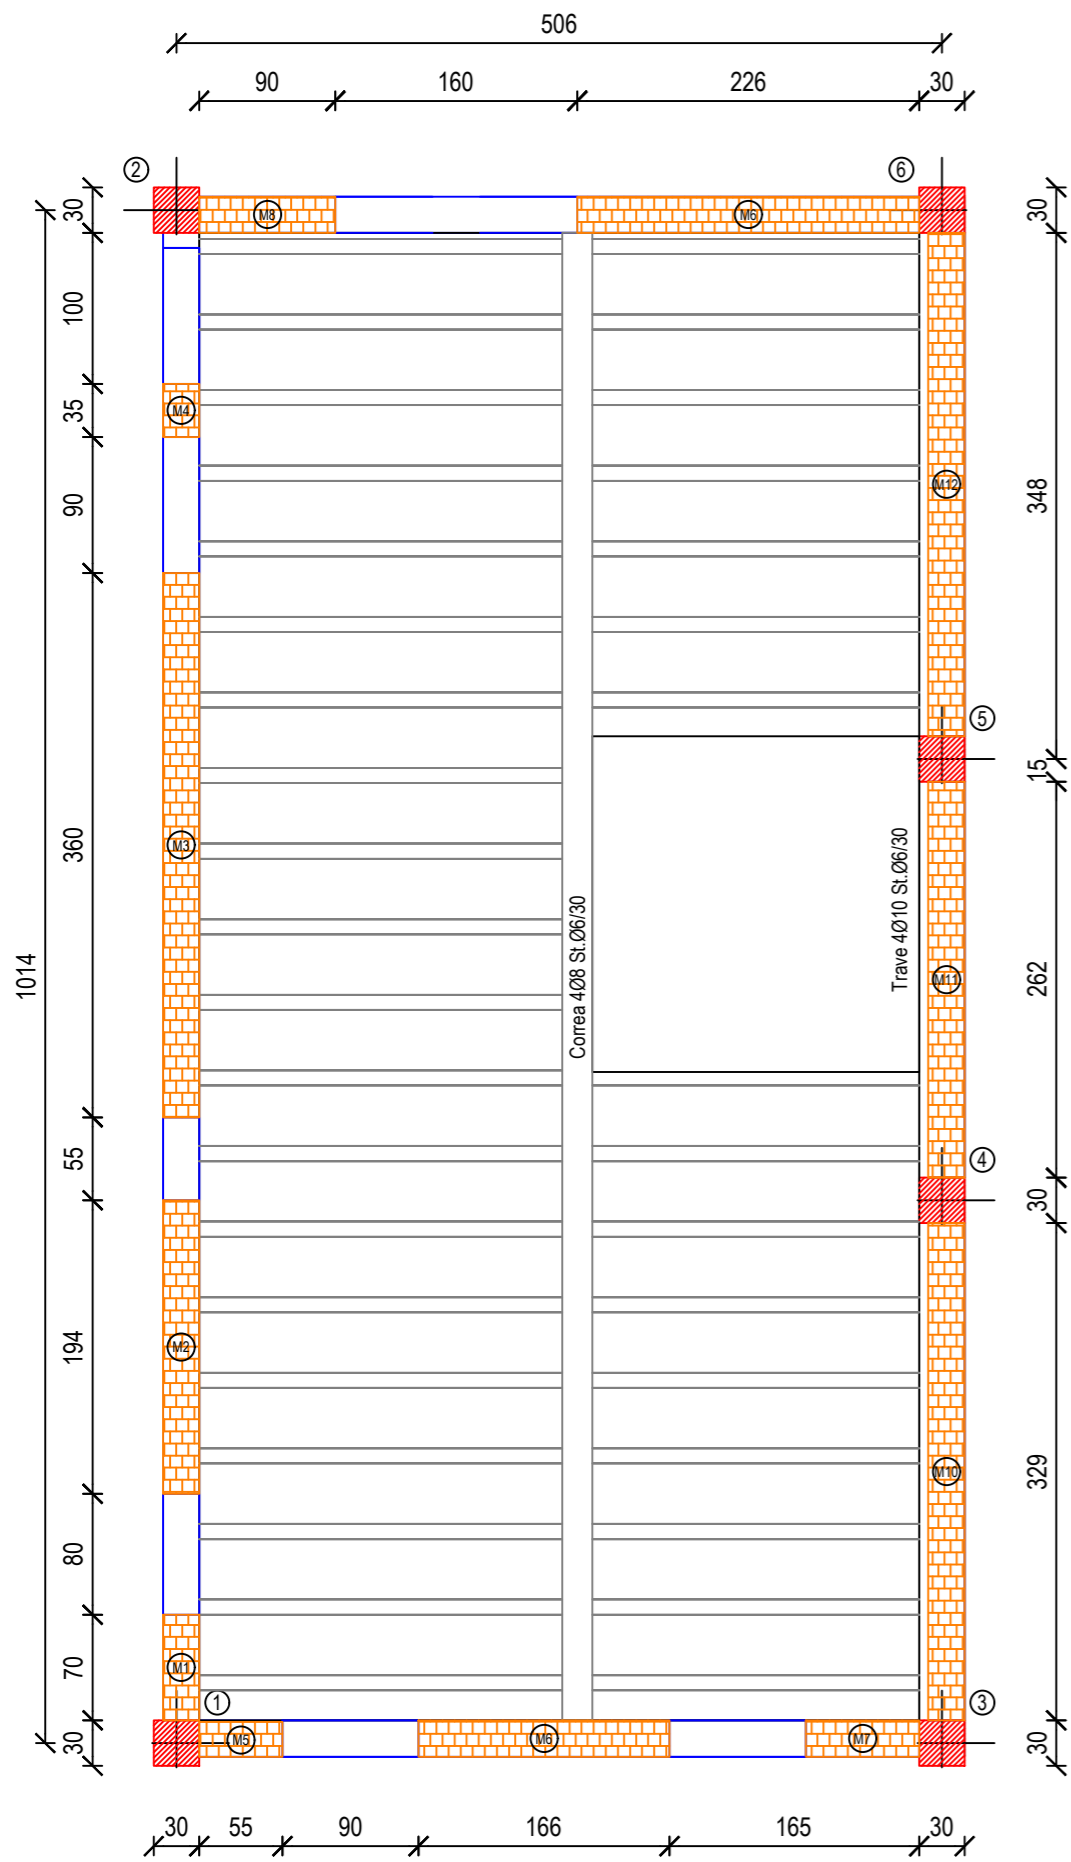 506
90 160 226 30
2 6
M8 M6
30 30
100
35 M4
90
M12 348
5
15
360 M3
Correa 4Ø8 St.Ø6/30
Trave 4Ø10 St.Ø6/30
1014
M11 262
55
4
30
194 M2
M10 329
80
70 M1
1 3
30 M5 M6 M7 30
30 55 90 166 165 30